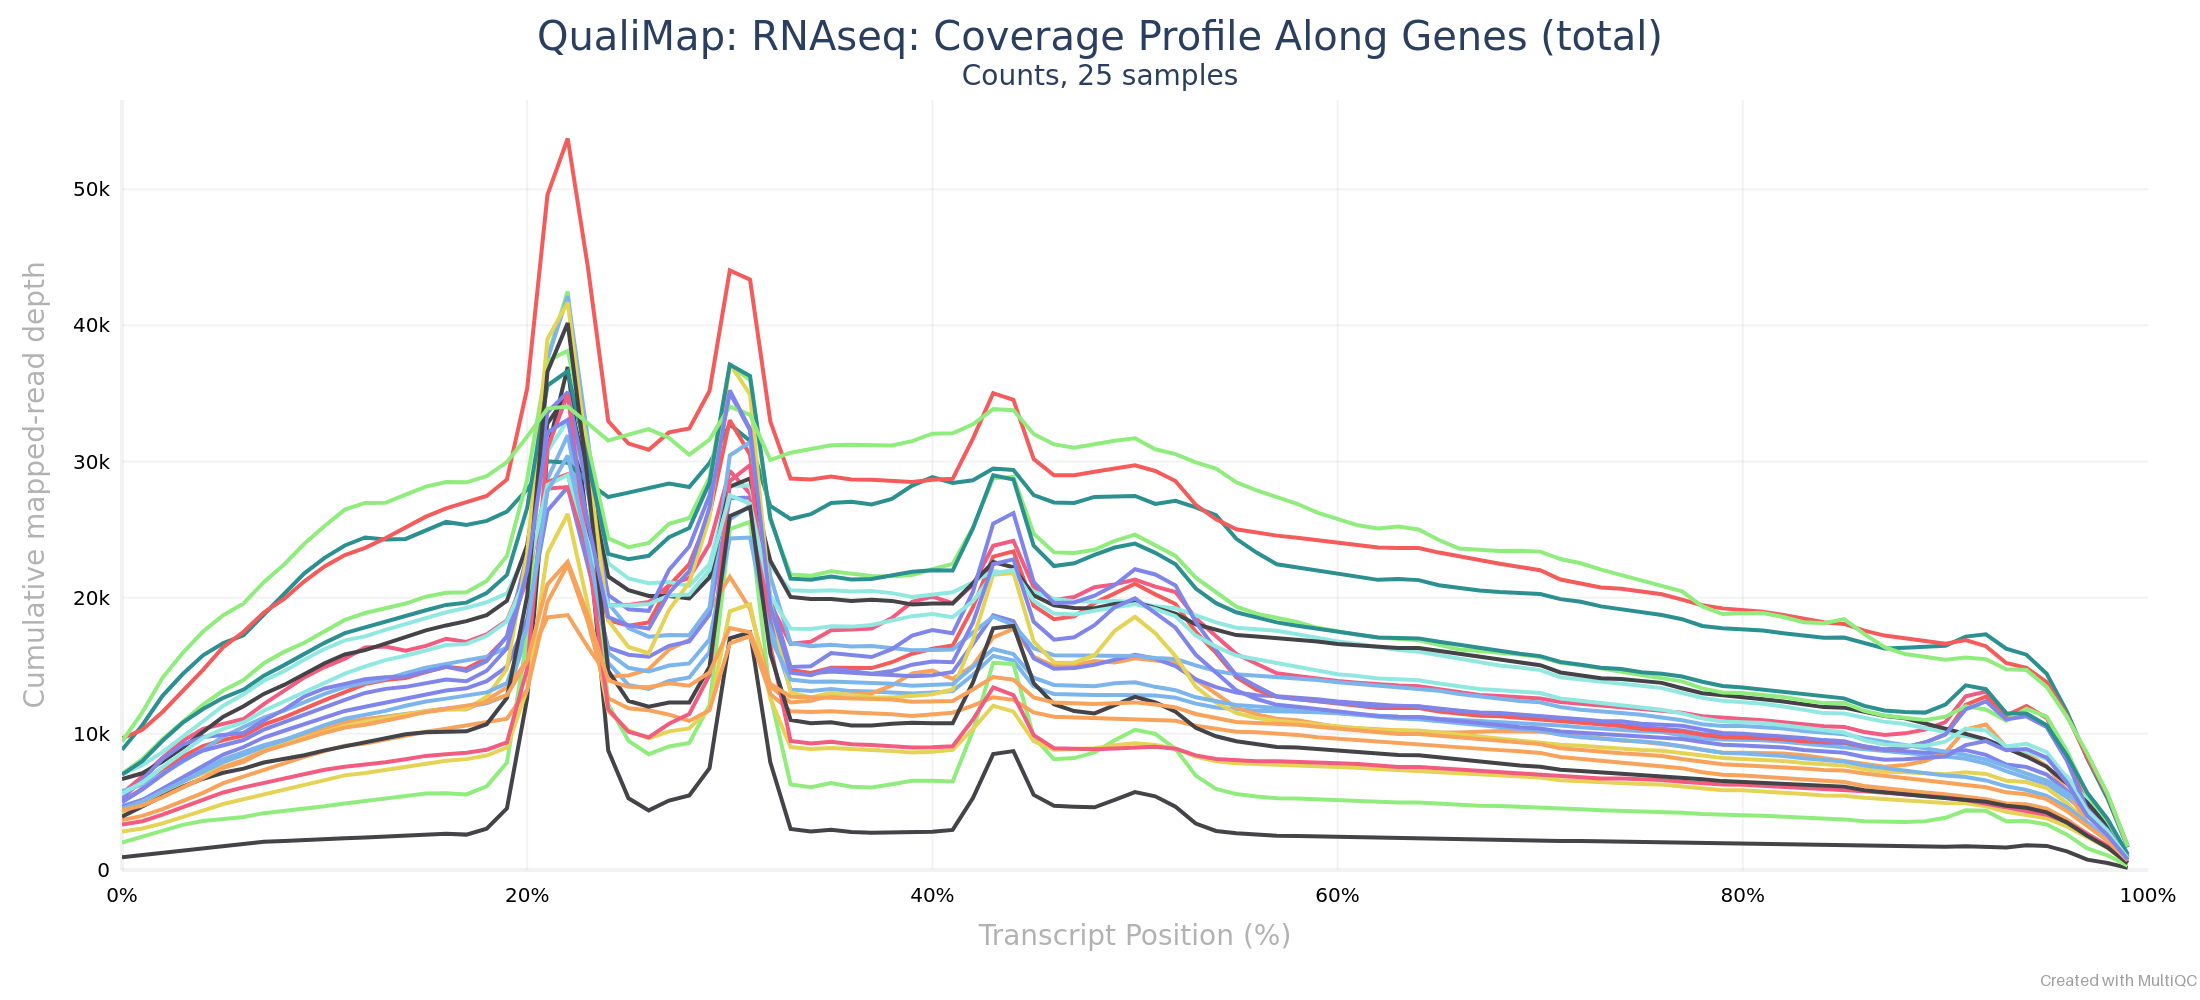 QualiMap: RNAseq: Coverage Profile Along Genes (total)
Counts, 25 samples
Cumulative mapped-read depth
50k
40k
30k
20k
10k
0
0%
20%
40%
60%
80%
100%
Transcript Position (%)
Created with MultiQC